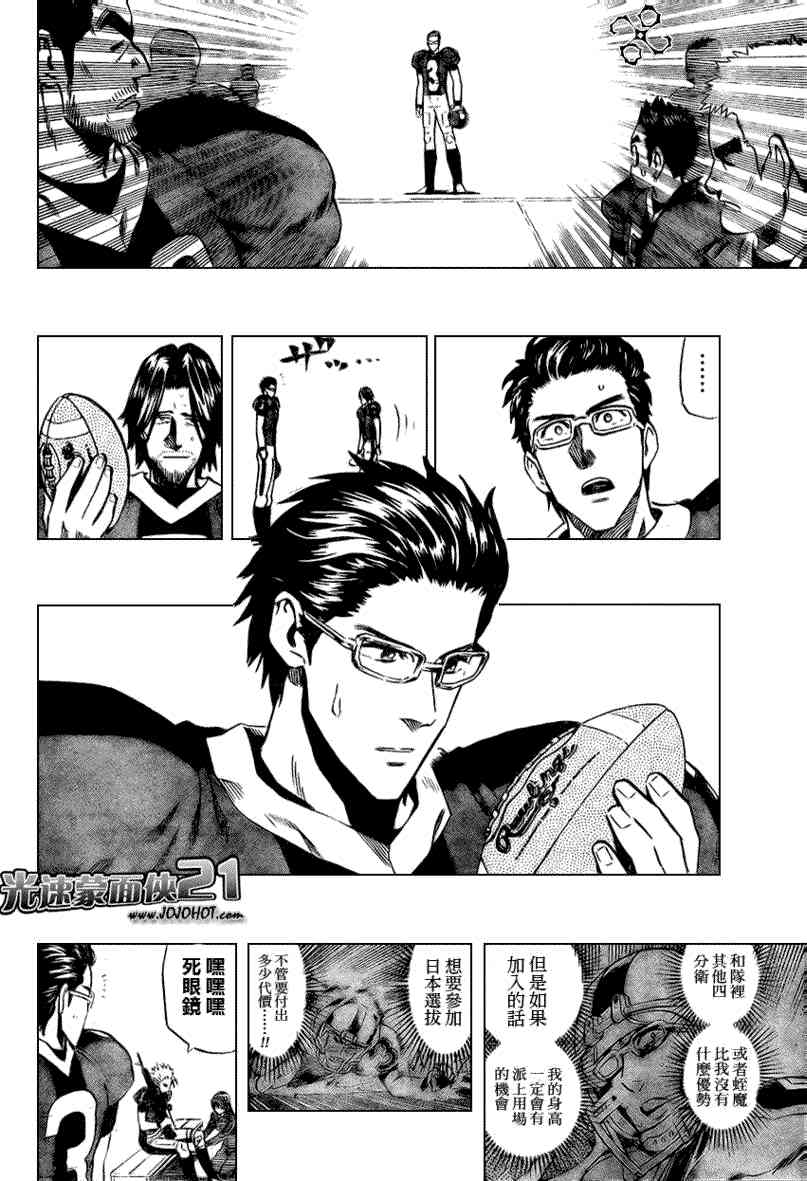 3
ザッ…
……
Rawlings
光速蒙面俠21
www.JOJOHOT.com
和隊裡
其他四
分衛
或者蛭魔
比我沒有
什麼優勢
但是如果
加入的話
我的身高
一定會有
派上用場
的機會
想要參加
日本選拔
不管要付出
多少代價……!!
嘿嘿嘿
死眼鏡
3